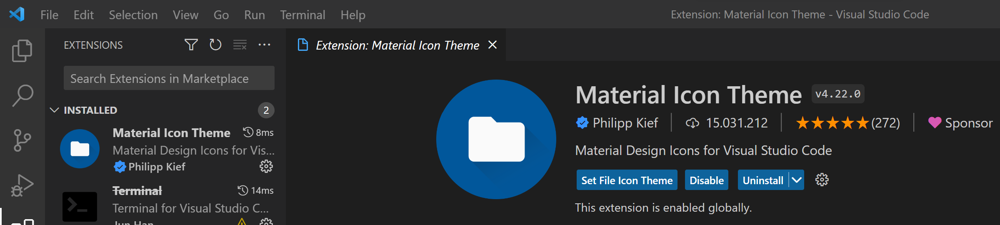 File Edit Selection View Go Run Terminal Help
Extension: Material Icon Theme - Visual Studio Code
EXTENSIONS
Search Extensions in Marketplace
INSTALLED 2
Material Icon Theme 8ms
Material Design Icons for Vis...
Philipp Kief
Terminal 14ms
Terminal for Visual Studio C...
Jun Han
Extension: Material Icon Theme
Material Icon Theme v4.22.0
Philipp Kief 15.031.212 (272) Sponsor
Material Design Icons for Visual Studio Code
Set File Icon Theme Disable Uninstall
This extension is enabled globally.